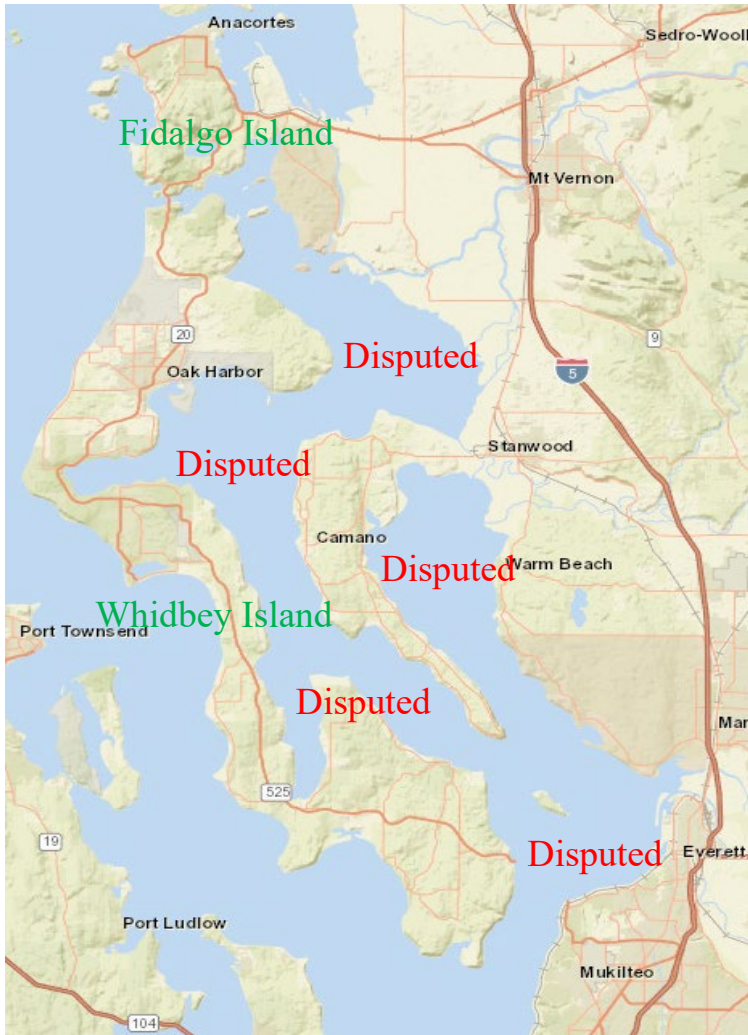 Anacortes
Sedro-Wooll
Fidalgo Island
Mt Vernon
20
9
Disputed
5
Oak Harbor
Stanwood
Disputed
Camano
Disputed
Warm Beach
Whidbey Island
Port Townsend
Disputed
Mar
525
19
Disputed
Everett
Port Ludlow
Mukilteo
104